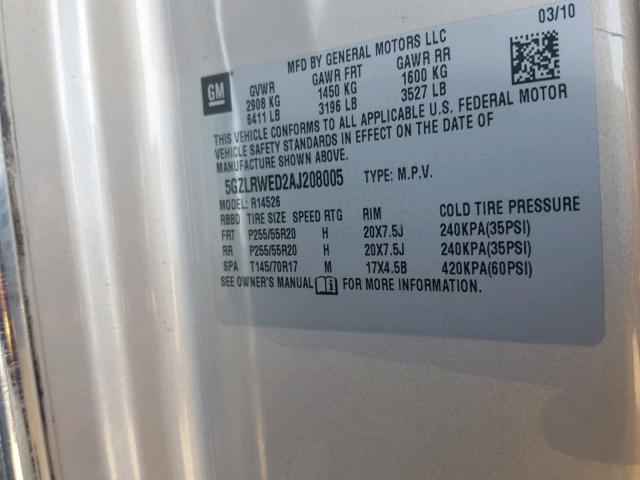 03/10
MFD BY GENERAL MOTORS LLC
GM
GVWR GAWR FRT GAWR RR
2908 KG 1450 KG 1600 KG
6411 LB 3196 LB 3527 LB
THIS VEHICLE CONFORMS TO ALL APPLICABLE U.S. FEDERAL MOTOR
VEHICLE SAFETY STANDARDS IN EFFECT ON THE DATE OF
MANUFACTURE SHOWN ABOVE.
5GZLRWED2AJ208005 TYPE: M.P.V.
MODEL: R14526
RBBD TIRE SIZE SPEED RTG RIM COLD TIRE PRESSURE
FRT P255/55R20 H 20X7.5J 240KPA(35PSI)
RR P255/55R20 H 20X7.5J 240KPA(35PSI)
SPA T145/70R17 M 17X4.5B 420KPA(60PSI)
SEE OWNER'S MANUAL FOR MORE INFORMATION.